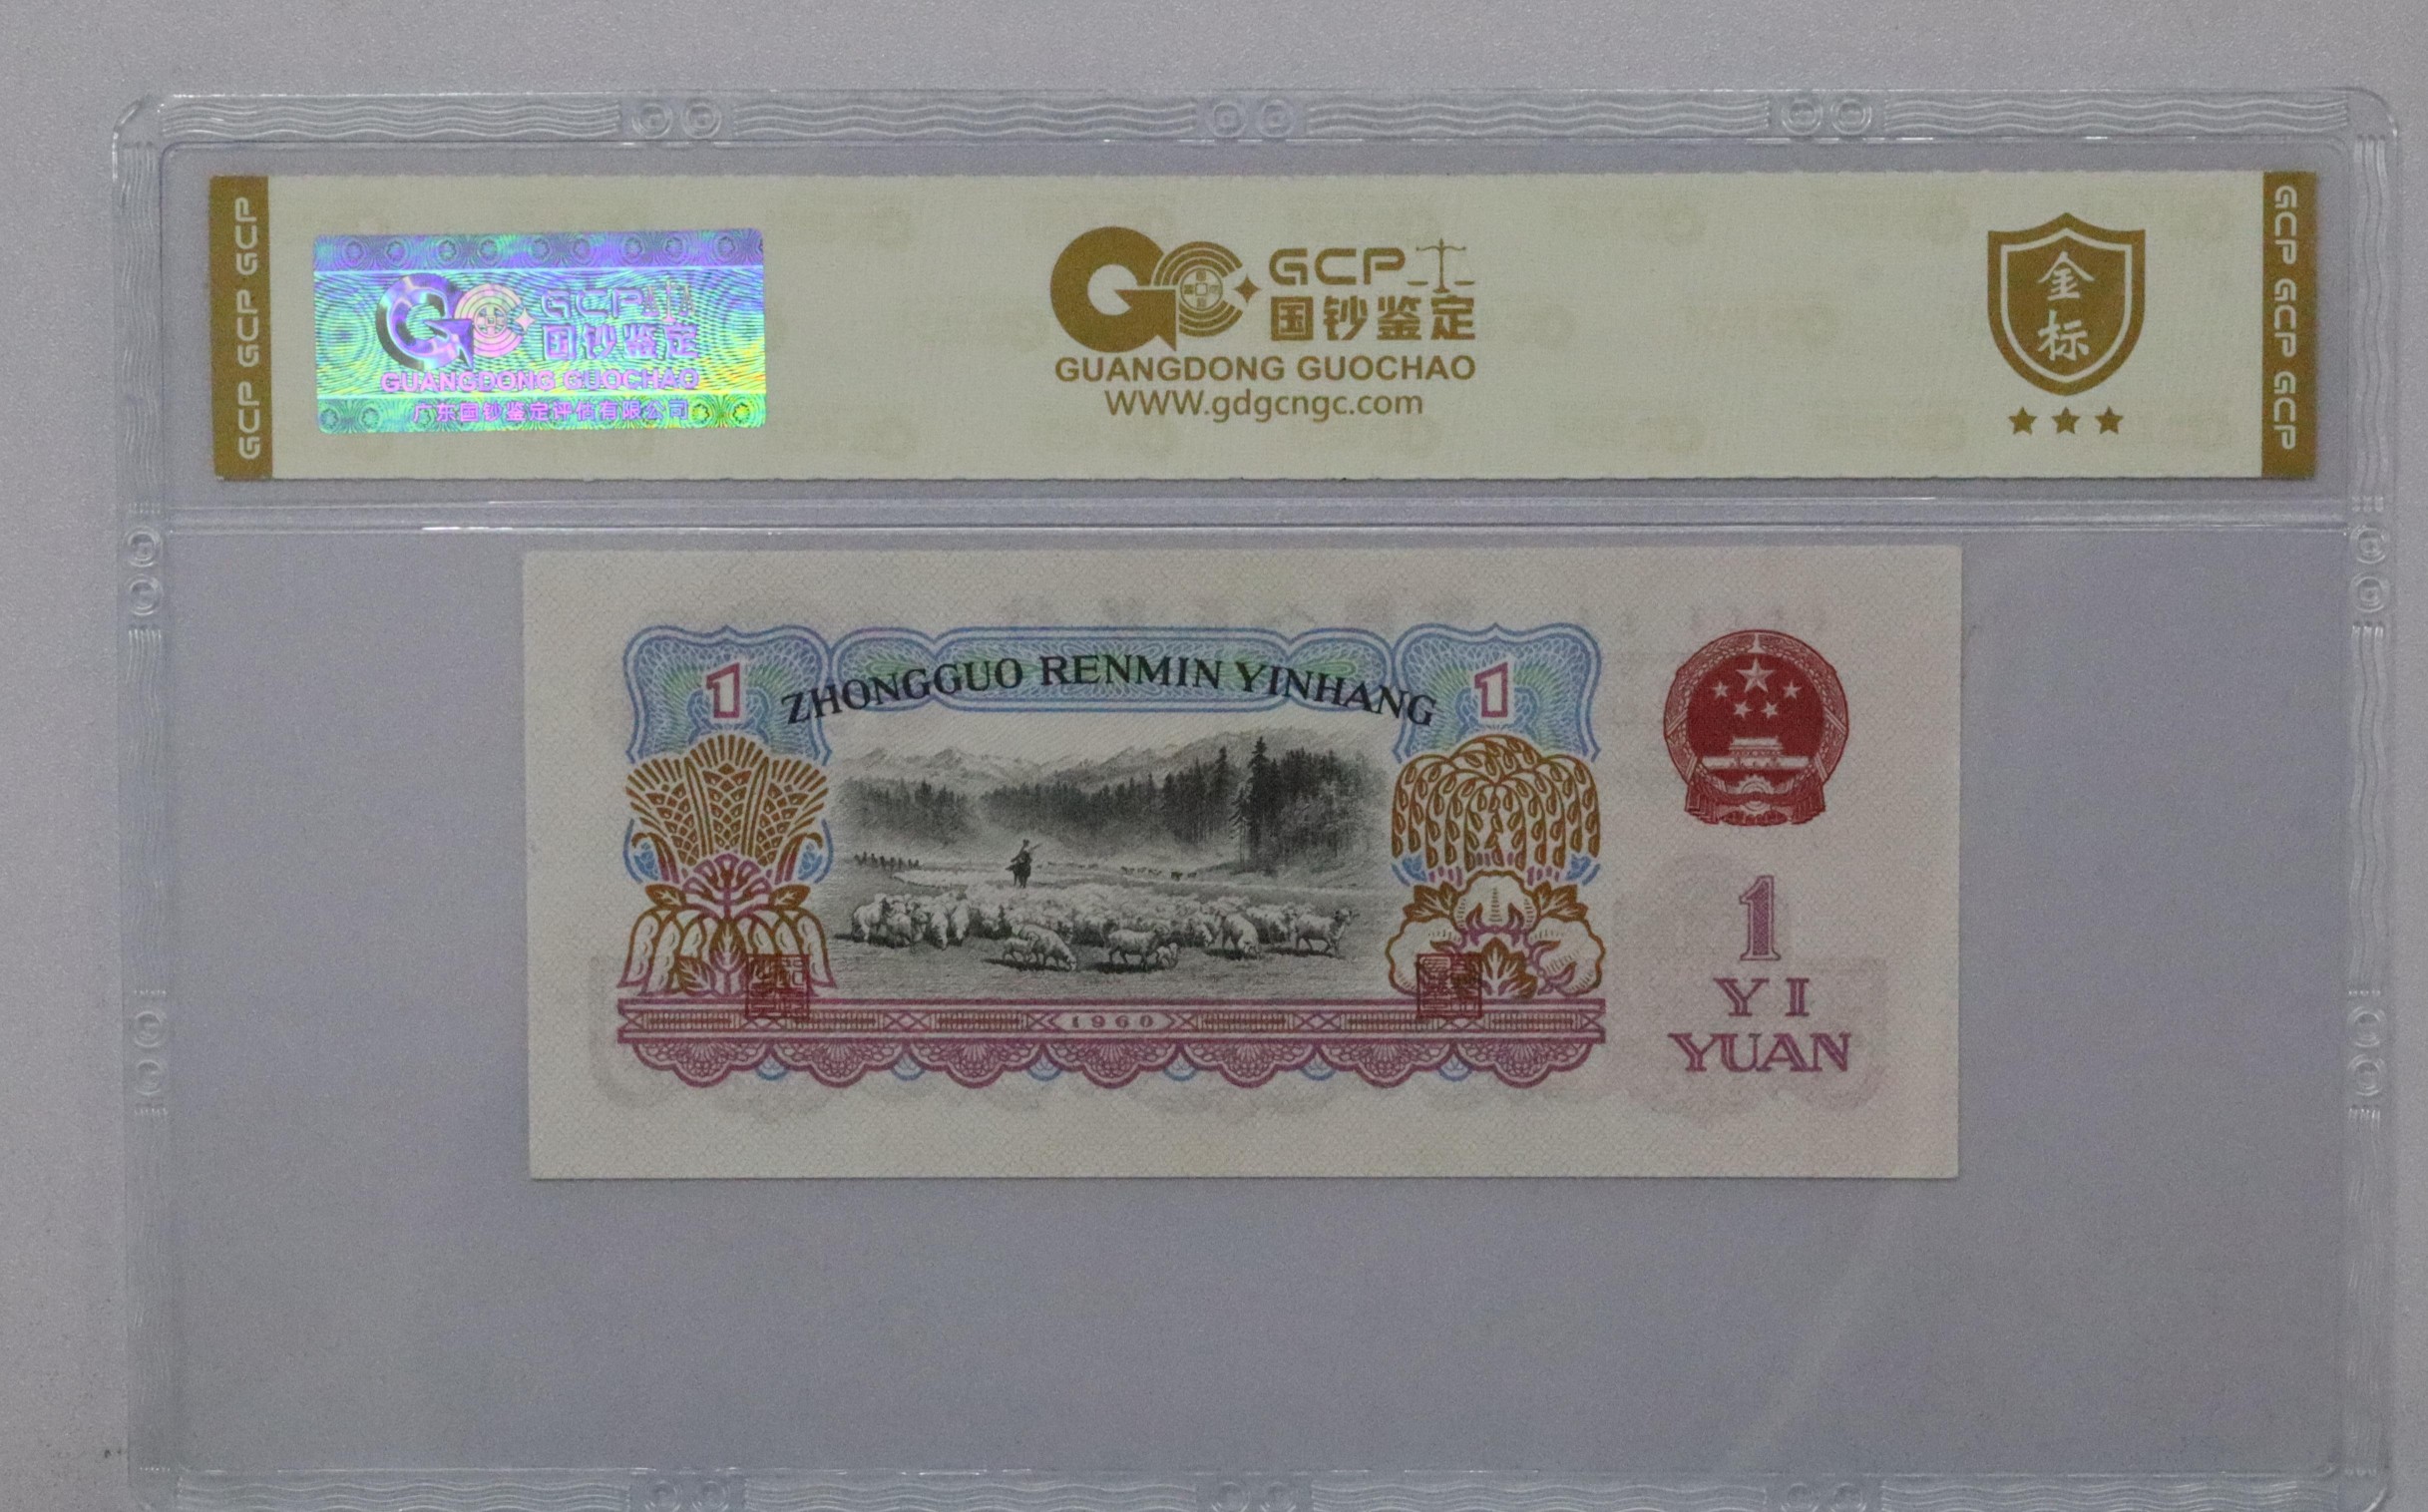 GCP GCP GCP
GCP
国钞鉴定
GUANGDONG GUOCHAO
广东国钞鉴定评估有限公司
GCP
国钞鉴定
GUANGDONG GUOCHAO
WWW.gdgcngc.com
金
标
GCP GCP GCP
1
ZHONGGUO RENMIN YINHANG
1
1960
1
YI
YUAN